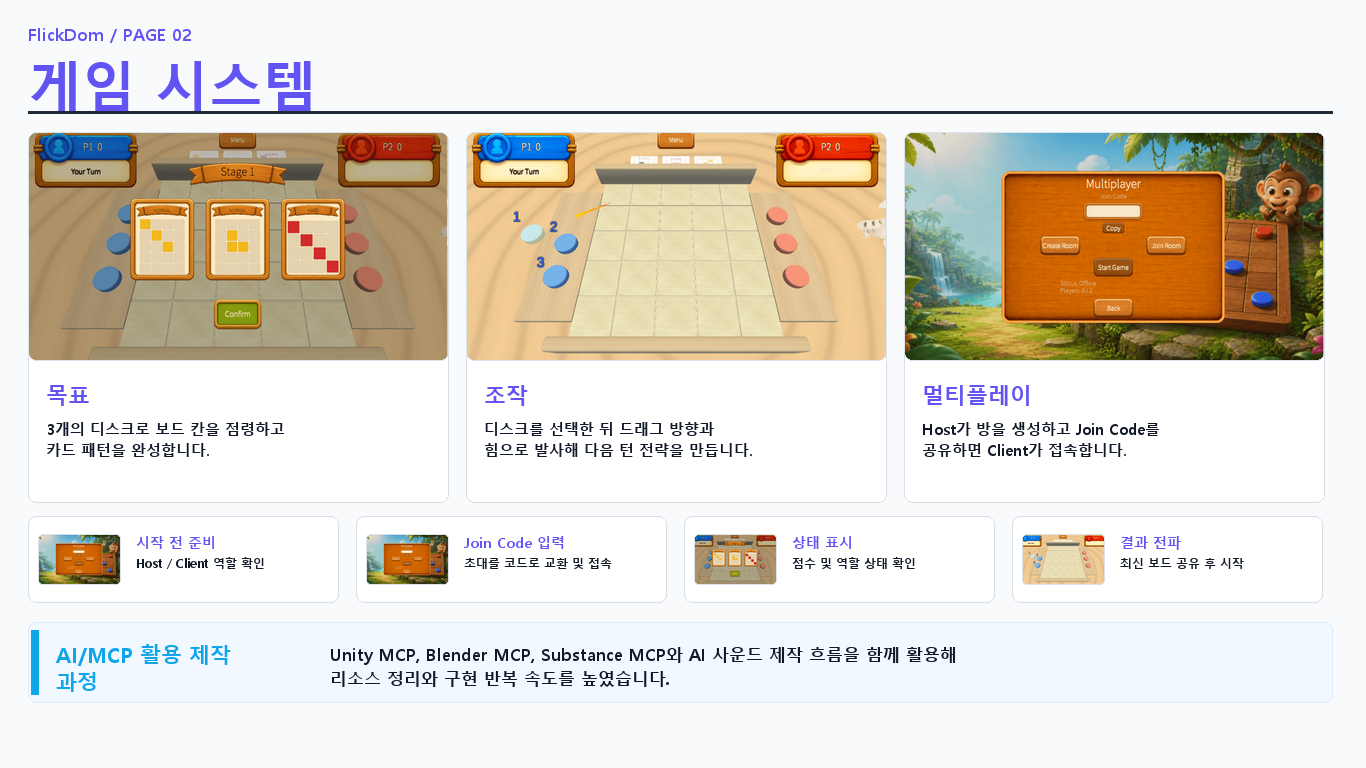 FlickDom / PAGE 02
게임 시스템
P1 0
Your Turn
Menu
P2 0
Stage 1
Confirm
P1 0
Your Turn
Menu
P2 0
1
2
3
Multiplayer
Join Code
Copy
Create Room
Join Room
Start Game
Status: Offline
Players: 0 / 2
Back
목표
3개의 디스크로 보드 칸을 점령하고
카드 패턴을 완성합니다.
조작
디스크를 선택한 뒤 드래그 방향과
힘으로 발사해 다음 턴 전략을 만듭니다.
멀티플레이
Host가 방을 생성하고 Join Code를
공유하면 Client가 접속합니다.
시작 전 준비
Host / Client 역할 확인
Join Code 입력
초대를 코드로 교환 및 접속
상태 표시
점수 및 역할 상태 확인
결과 전파
최신 보드 공유 후 시작
AI/MCP 활용 제작
과정
Unity MCP, Blender MCP, Substance MCP와 AI 사운드 제작 흐름을 함께 활용해
리소스 정리와 구현 반복 속도를 높였습니다.